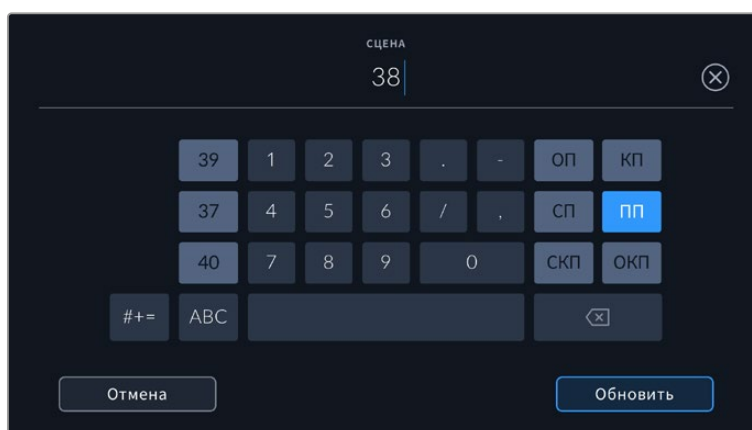 СЦЕНА
38
39 1 2 3 . - ОП КП
37 4 5 6 / , СП ПП
40 7 8 9 0 СКП ОКП
#+= ABC
Отмена Обновить